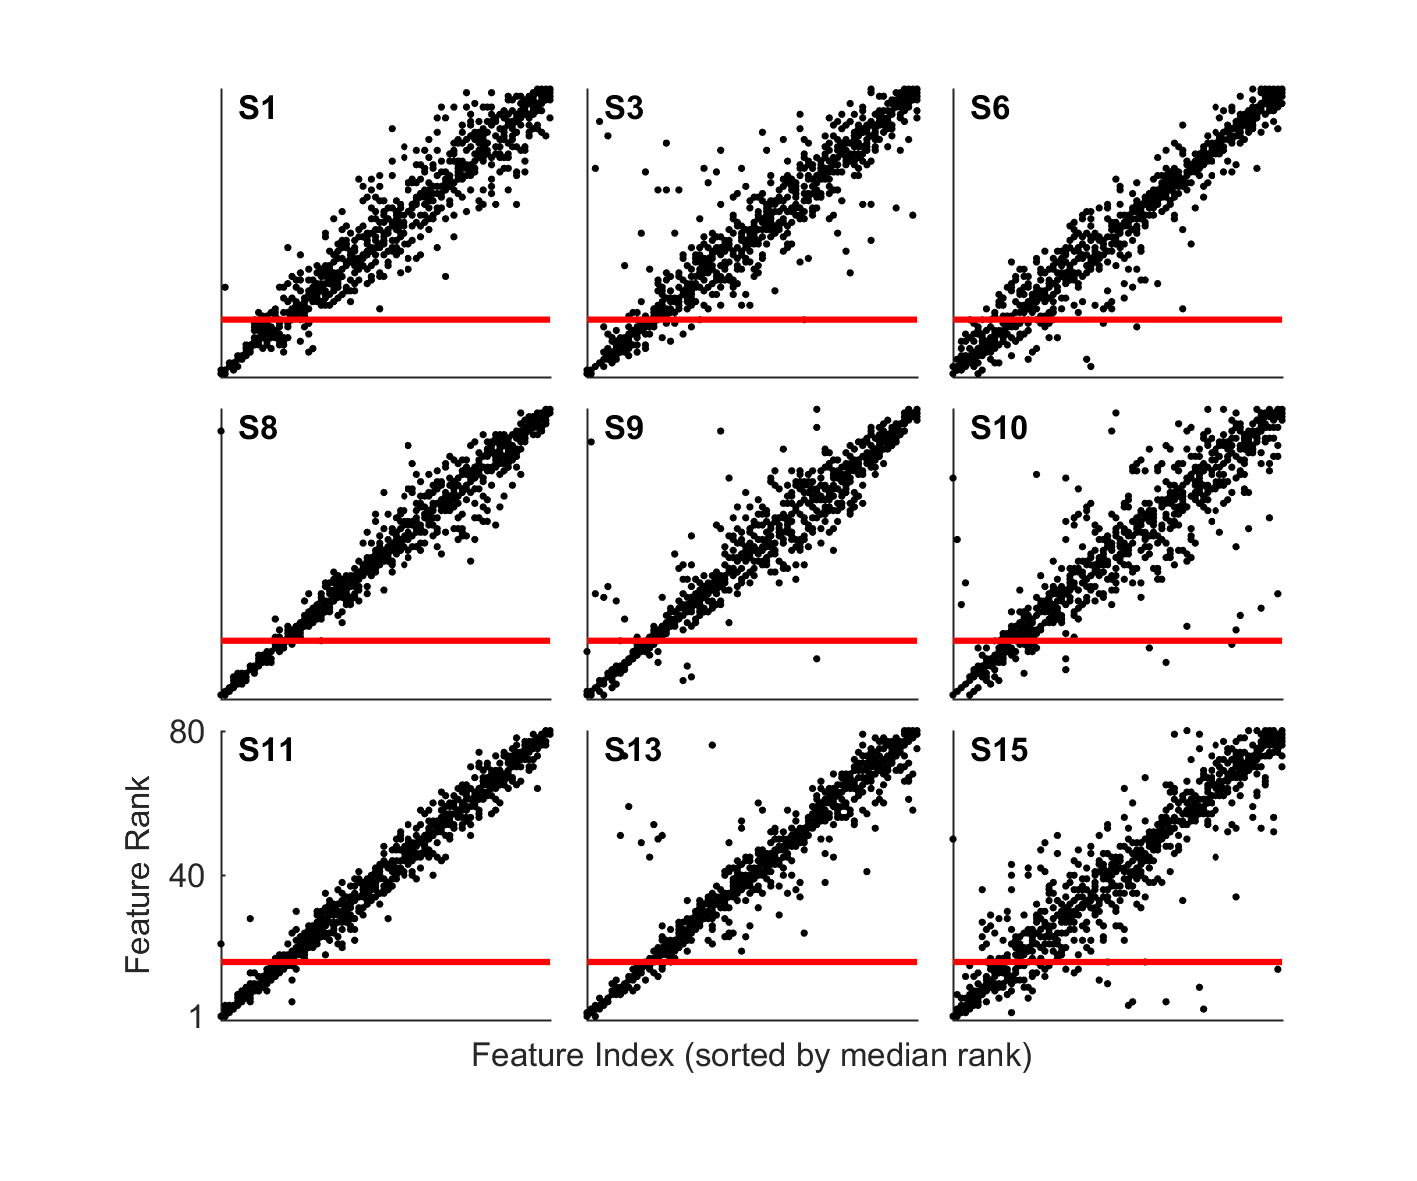 S1
S3
S6
S8
S9
S10
S11
S13
S15
80
40
1
Feature Rank
Feature Index (sorted by median rank)